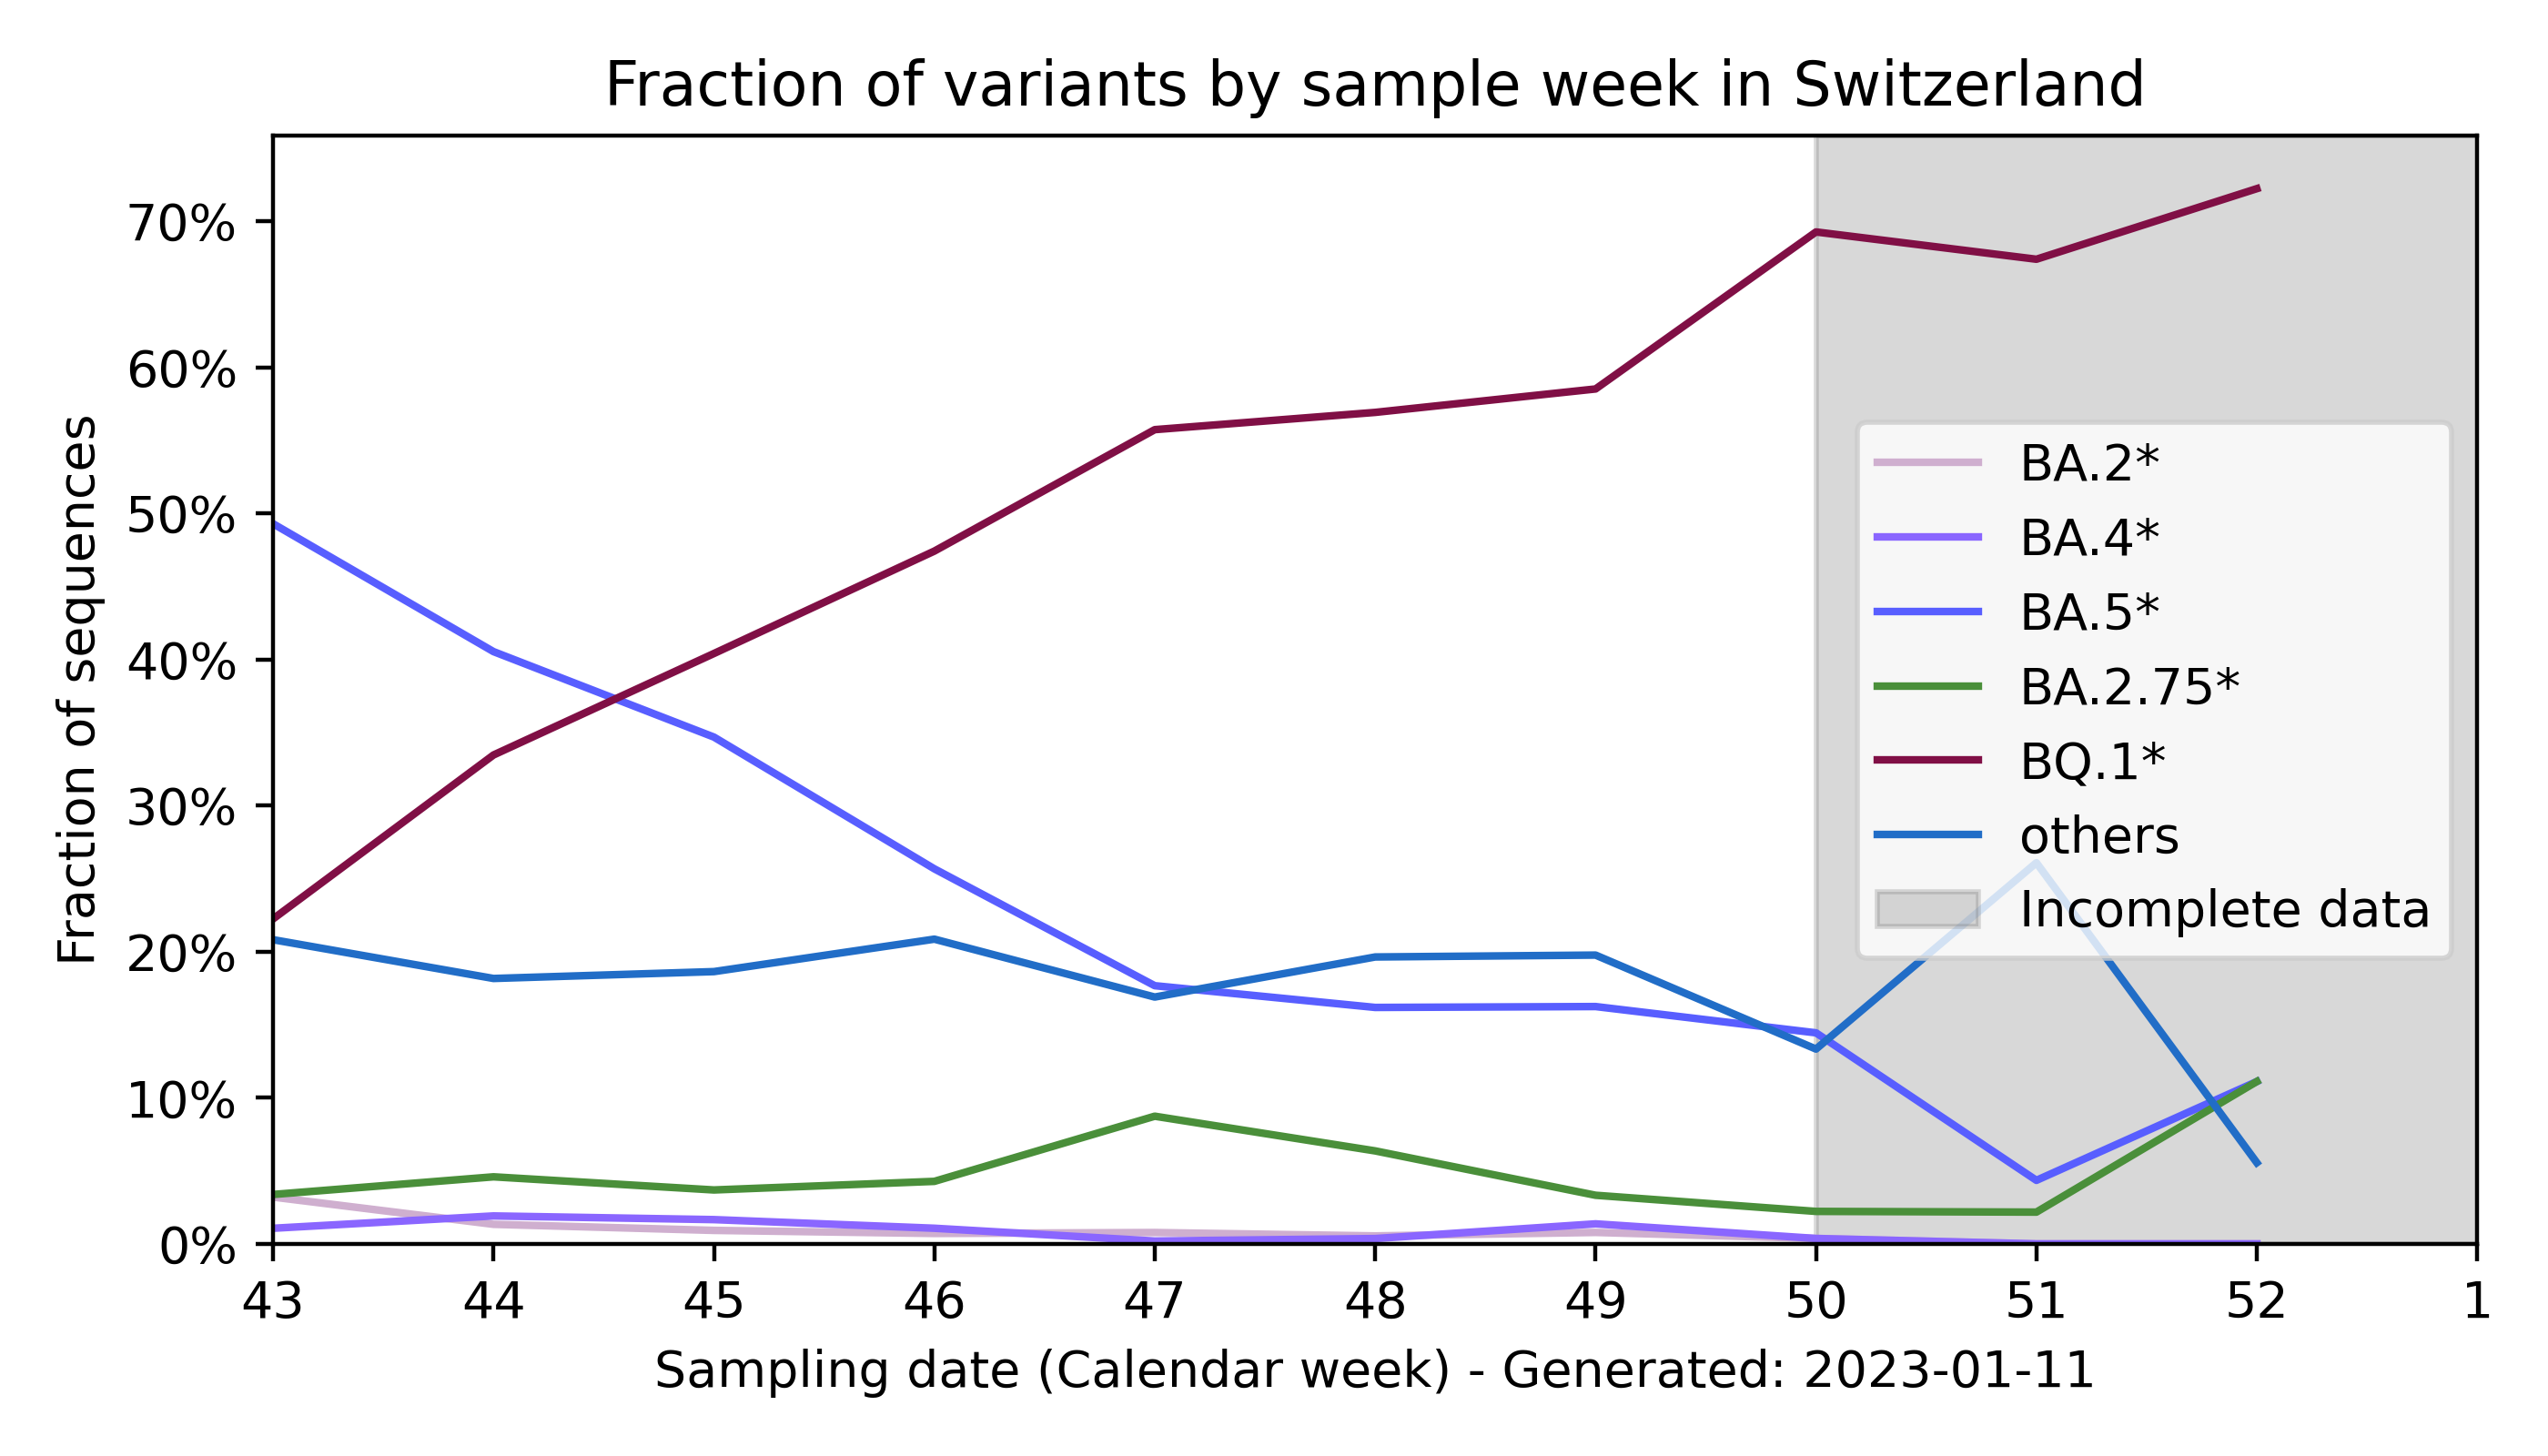 Fraction of variants by sample week in Switzerland
Fraction of sequences
70%
60%
50%
40%
30%
20%
10%
0%
BA.2*
BA.4*
BA.5*
BA.2.75*
BQ.1*
others
Incomplete data
43 44 45 46 47 48 49 50 51 52 1
Sampling date (Calendar week) - Generated: 2023-01-11